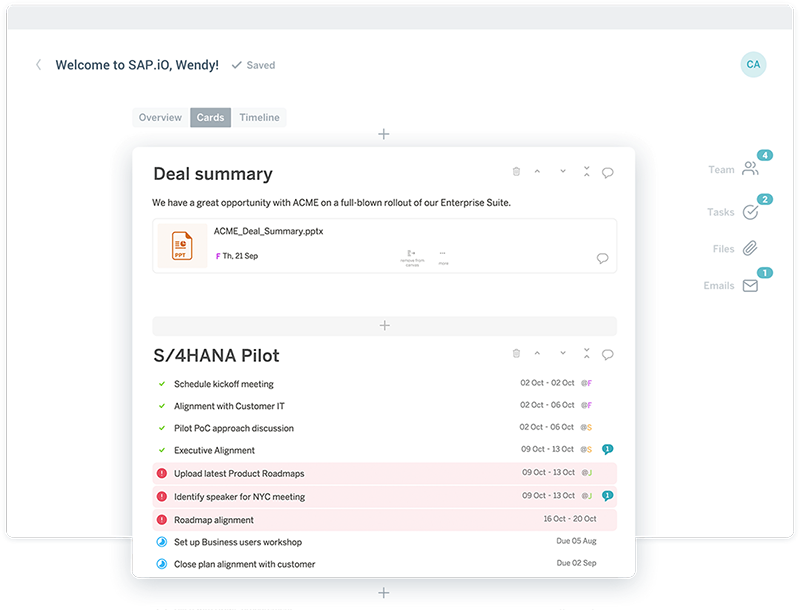 Welcome to SAP.iO, Wendy! Saved
CA
Overview Cards Timeline
Team 4
Tasks 2
Files
Emails 1
Deal summary
We have a great opportunity with ACME on a full-blown rollout of our Enterprise Suite.
PPT
ACME_Deal_Summary.pptx
F Th, 21 Sep
remove from
canvas
more
S/4HANA Pilot
Schedule kickoff meeting 02 Oct - 02 Oct @F
Alignment with Customer IT 02 Oct - 06 Oct @F
Pilot PoC approach discussion 02 Oct - 06 Oct @S
Executive Alignment 09 Oct - 13 Oct @S 1
Upload latest Product Roadmaps 09 Oct - 13 Oct @J
Identify speaker for NYC meeting 09 Oct - 13 Oct @J 1
Roadmap alignment 16 Oct - 20 Oct
Set up Business users workshop Due 05 Aug
Close plan alignment with customer Due 02 Sep